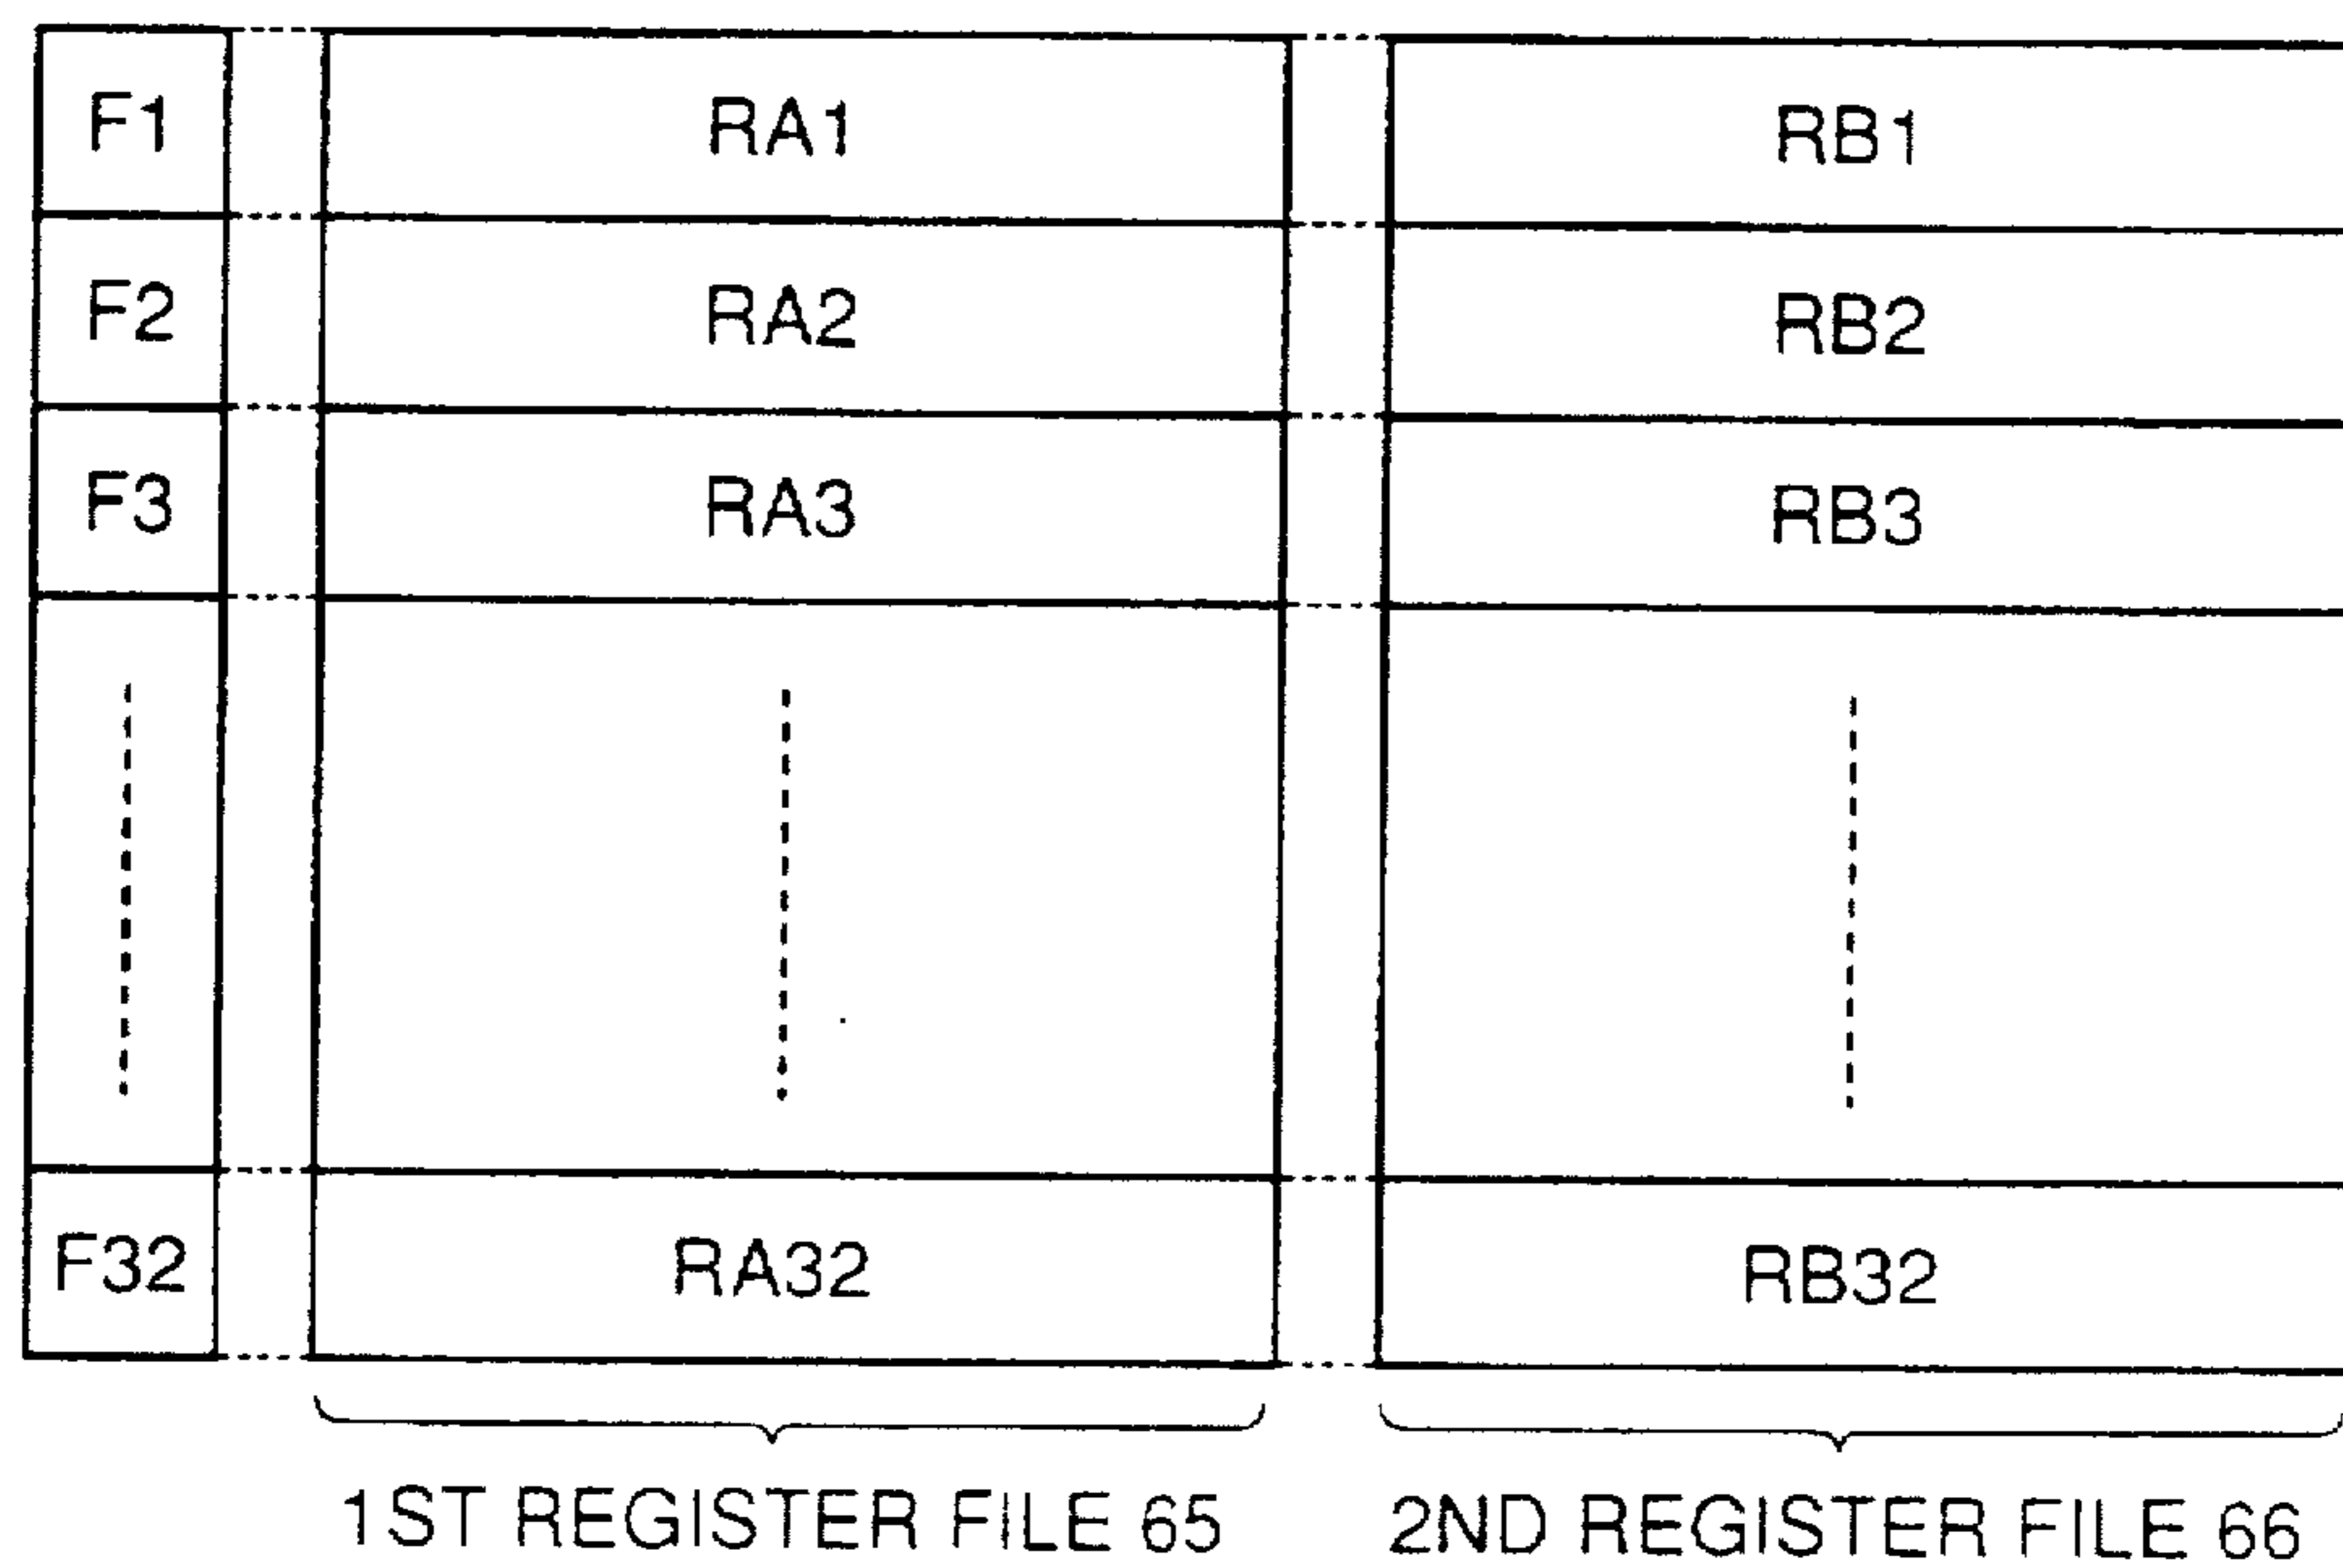 F1 RA1 RB1
F2 RA2 RB2
F3 RA3 RB3
F32 RA32 RB32
1ST REGISTER FILE 65 2ND REGISTER FILE 66